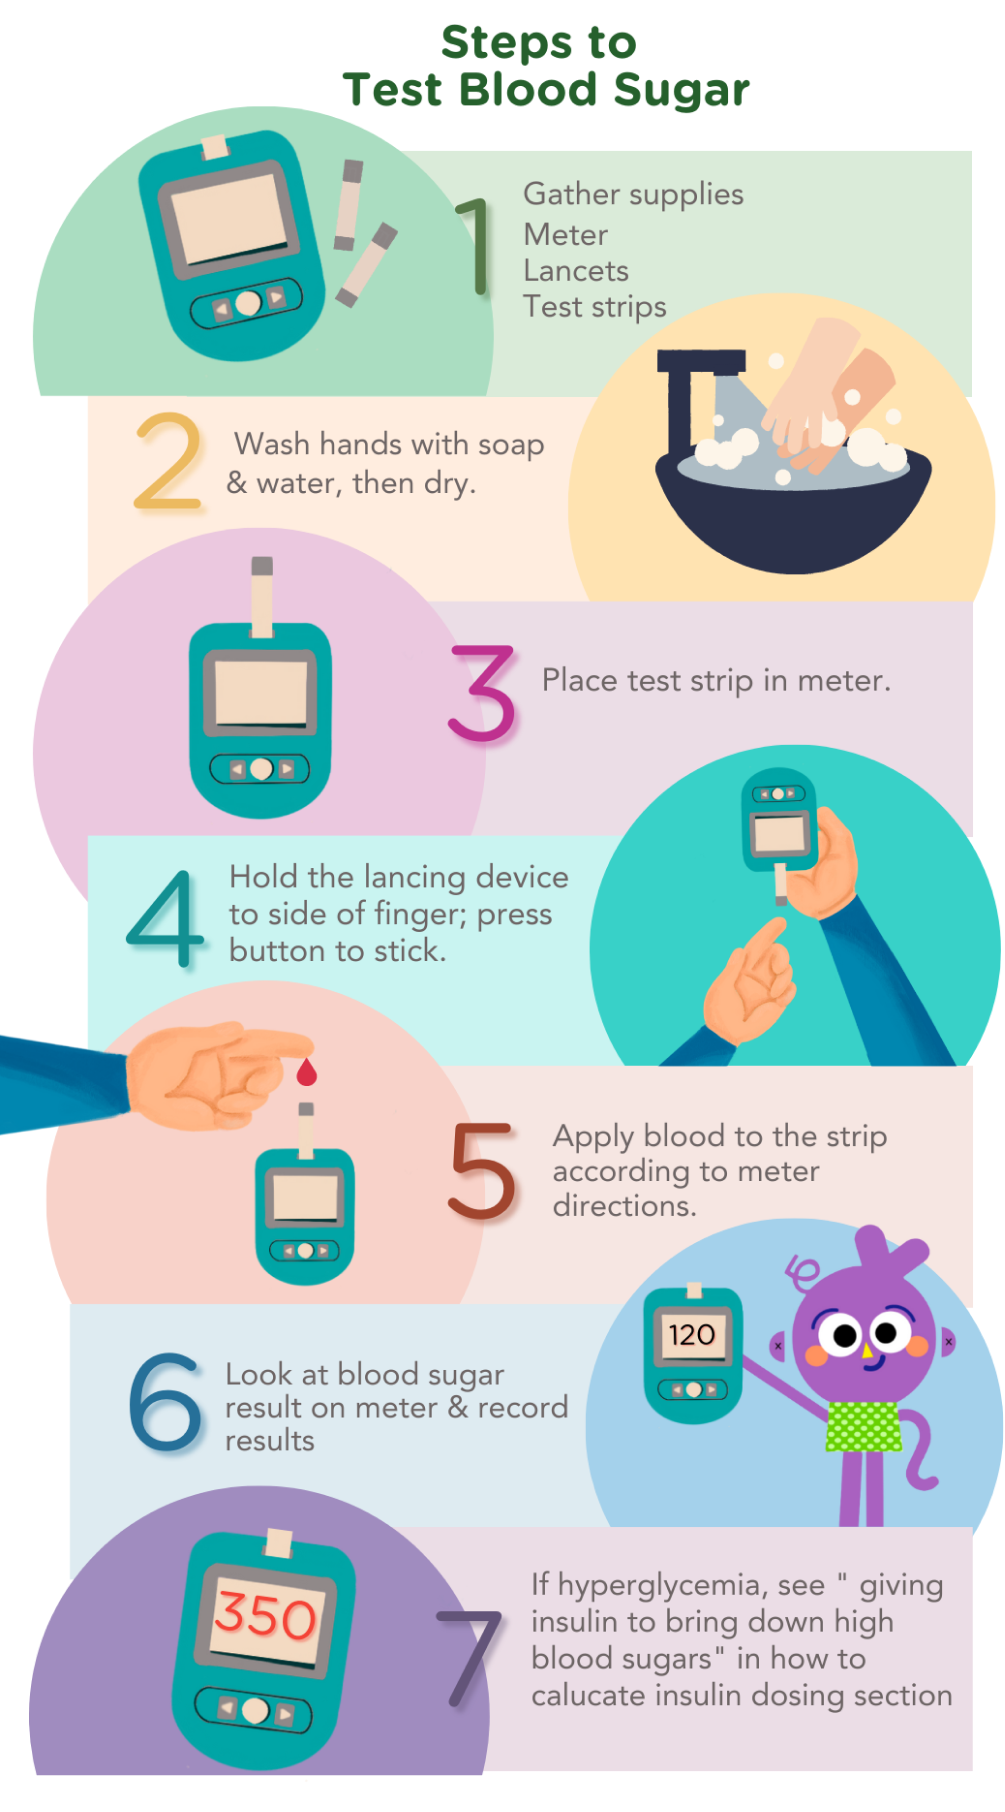 Steps to
Test Blood Sugar
1
Gather supplies
Meter
Lancets
Test strips
2
Wash hands with soap
& water, then dry.
3
Place test strip in meter.
4
Hold the lancing device
to side of finger; press
button to stick.
5
Apply blood to the strip
according to meter
directions.
120
6
Look at blood sugar
result on meter & record
results
350
7
If hyperglycemia, see " giving
insulin to bring down high
blood sugars" in how to
calucate insulin dosing section